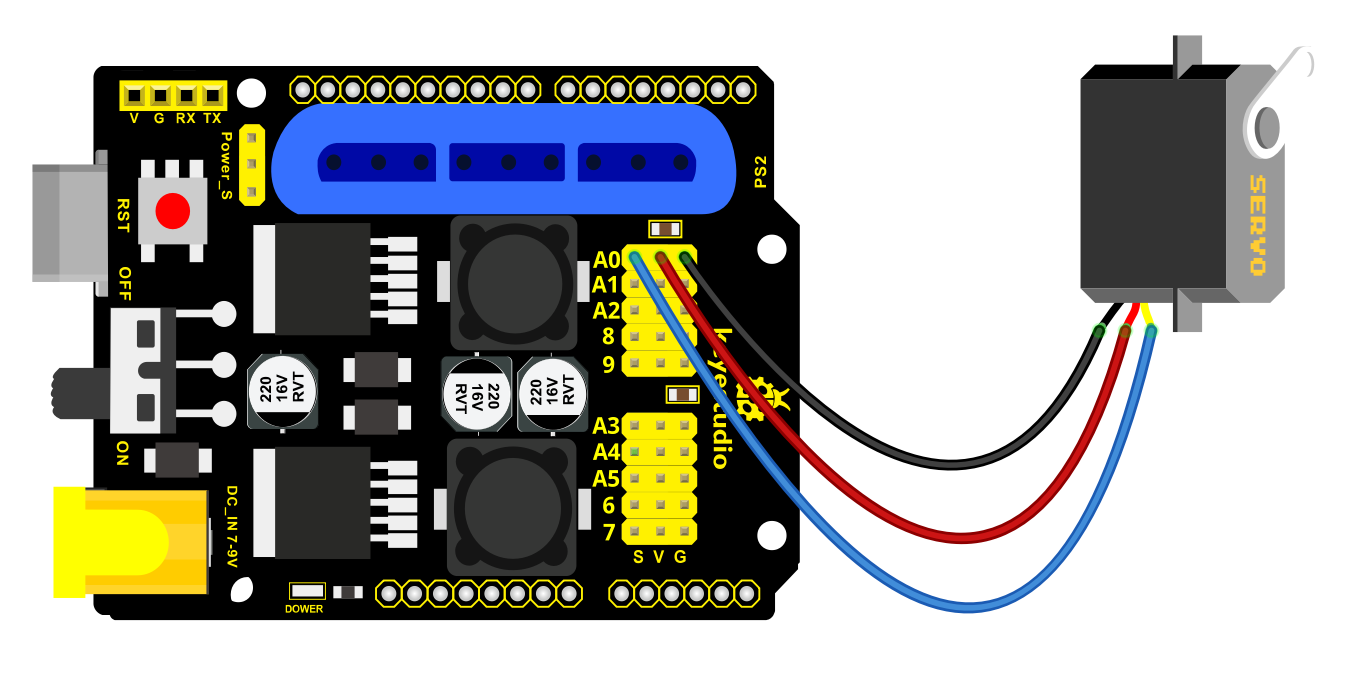 V G RX TX
Power_S
PS2
RST
OFF
ON
A0
A1
A2
8
9
220
16V
RVT
220
16V
RVT
220
16V
RVT
A3
A4
A5
6
7
S V G
DC_IN 7-9V
DOWER
SERVO